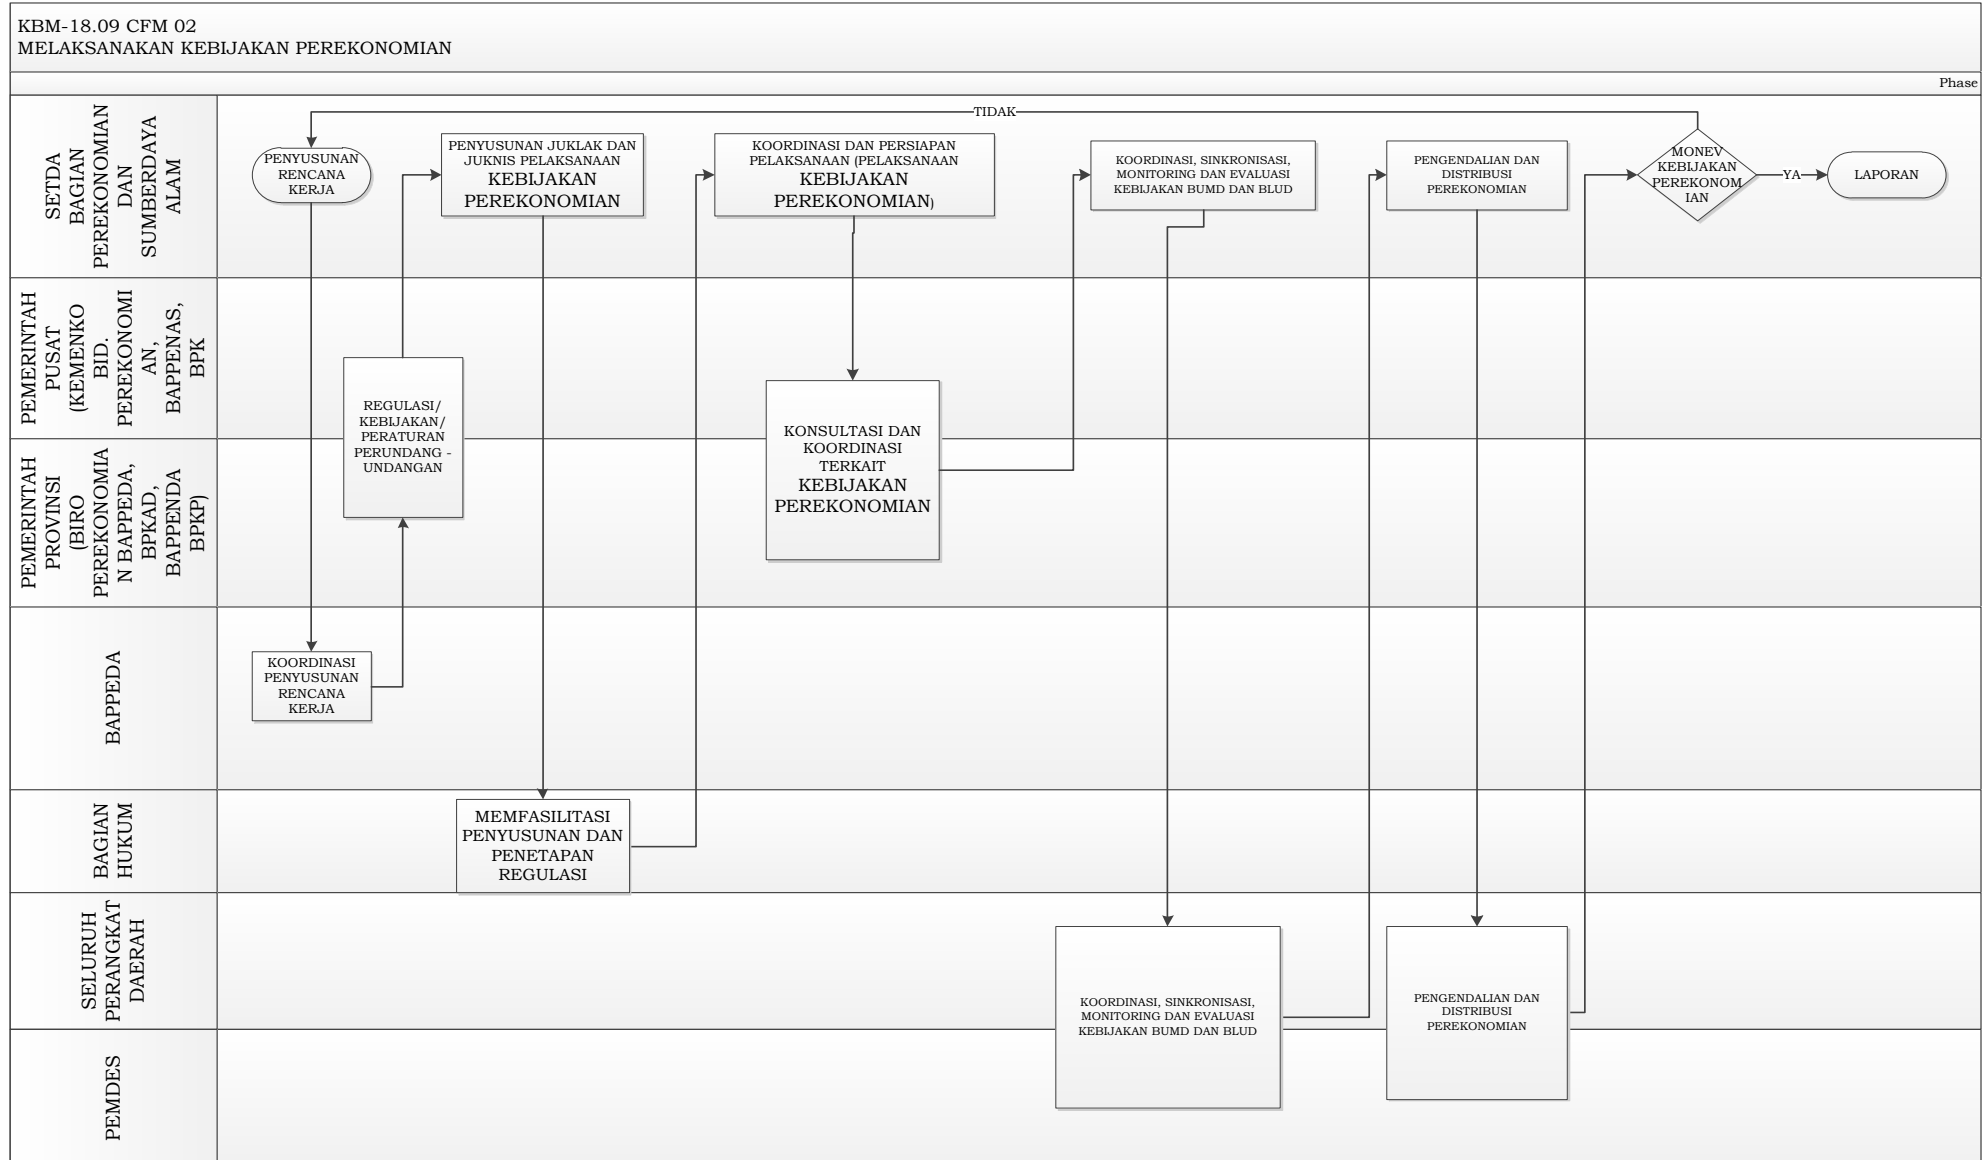 KBM-18.09 CFM 02
MELAKSANAKAN KEBIJAKAN PEREKONOMIAN
Phase
SETDA
BAGIAN
PEREKONOMIAN
DAN
SUMBERDAYA
ALAM
TIDAK
PENYUSUNAN
RENCANA
KERJA
PENYUSUNAN JUKLAK DAN
JUKNIS PELAKSANAAN
KEBIJAKAN
PEREKONOMIAN
KOORDINASI DAN PERSIAPAN
PELAKSANAAN (PELAKSANAAN
KEBIJAKAN
PEREKONOMIAN)
KOORDINASI, SINKRONISASI,
MONITORING DAN EVALUASI
KEBIJAKAN BUMD DAN BLUD
PENGENDALIAN DAN
DISTRIBUSI
PEREKONOMIAN
MONEV
KEBIJAKAN
PEREKONOM
IAN
YA
LAPORAN
PEMERINTAH
PUSAT
(KEMENKO
BID.
PEREKONOMI
AN,
BAPPENAS,
BPK
REGULASI/
KEBIJAKAN/
PERATURAN
PERUNDANG -
UNDANGAN
KONSULTASI DAN
KOORDINASI
TERKAIT
KEBIJAKAN
PEREKONOMIAN
PEMERINTAH
PROVINSI
(BIRO
PEREKONOMIA
N BAPPEDA,
BPKAD,
BAPPENDA
BPKP)
BAPPEDA
KOORDINASI
PENYUSUNAN
RENCANA
KERJA
BAGIAN
HUKUM
MEMFASILITASI
PENYUSUNAN DAN
PENETAPAN
REGULASI
SELURUH
PERANGKAT
DAERAH
KOORDINASI, SINKRONISASI,
MONITORING DAN EVALUASI
KEBIJAKAN BUMD DAN BLUD
PENGENDALIAN DAN
DISTRIBUSI
PEREKONOMIAN
PEMDES